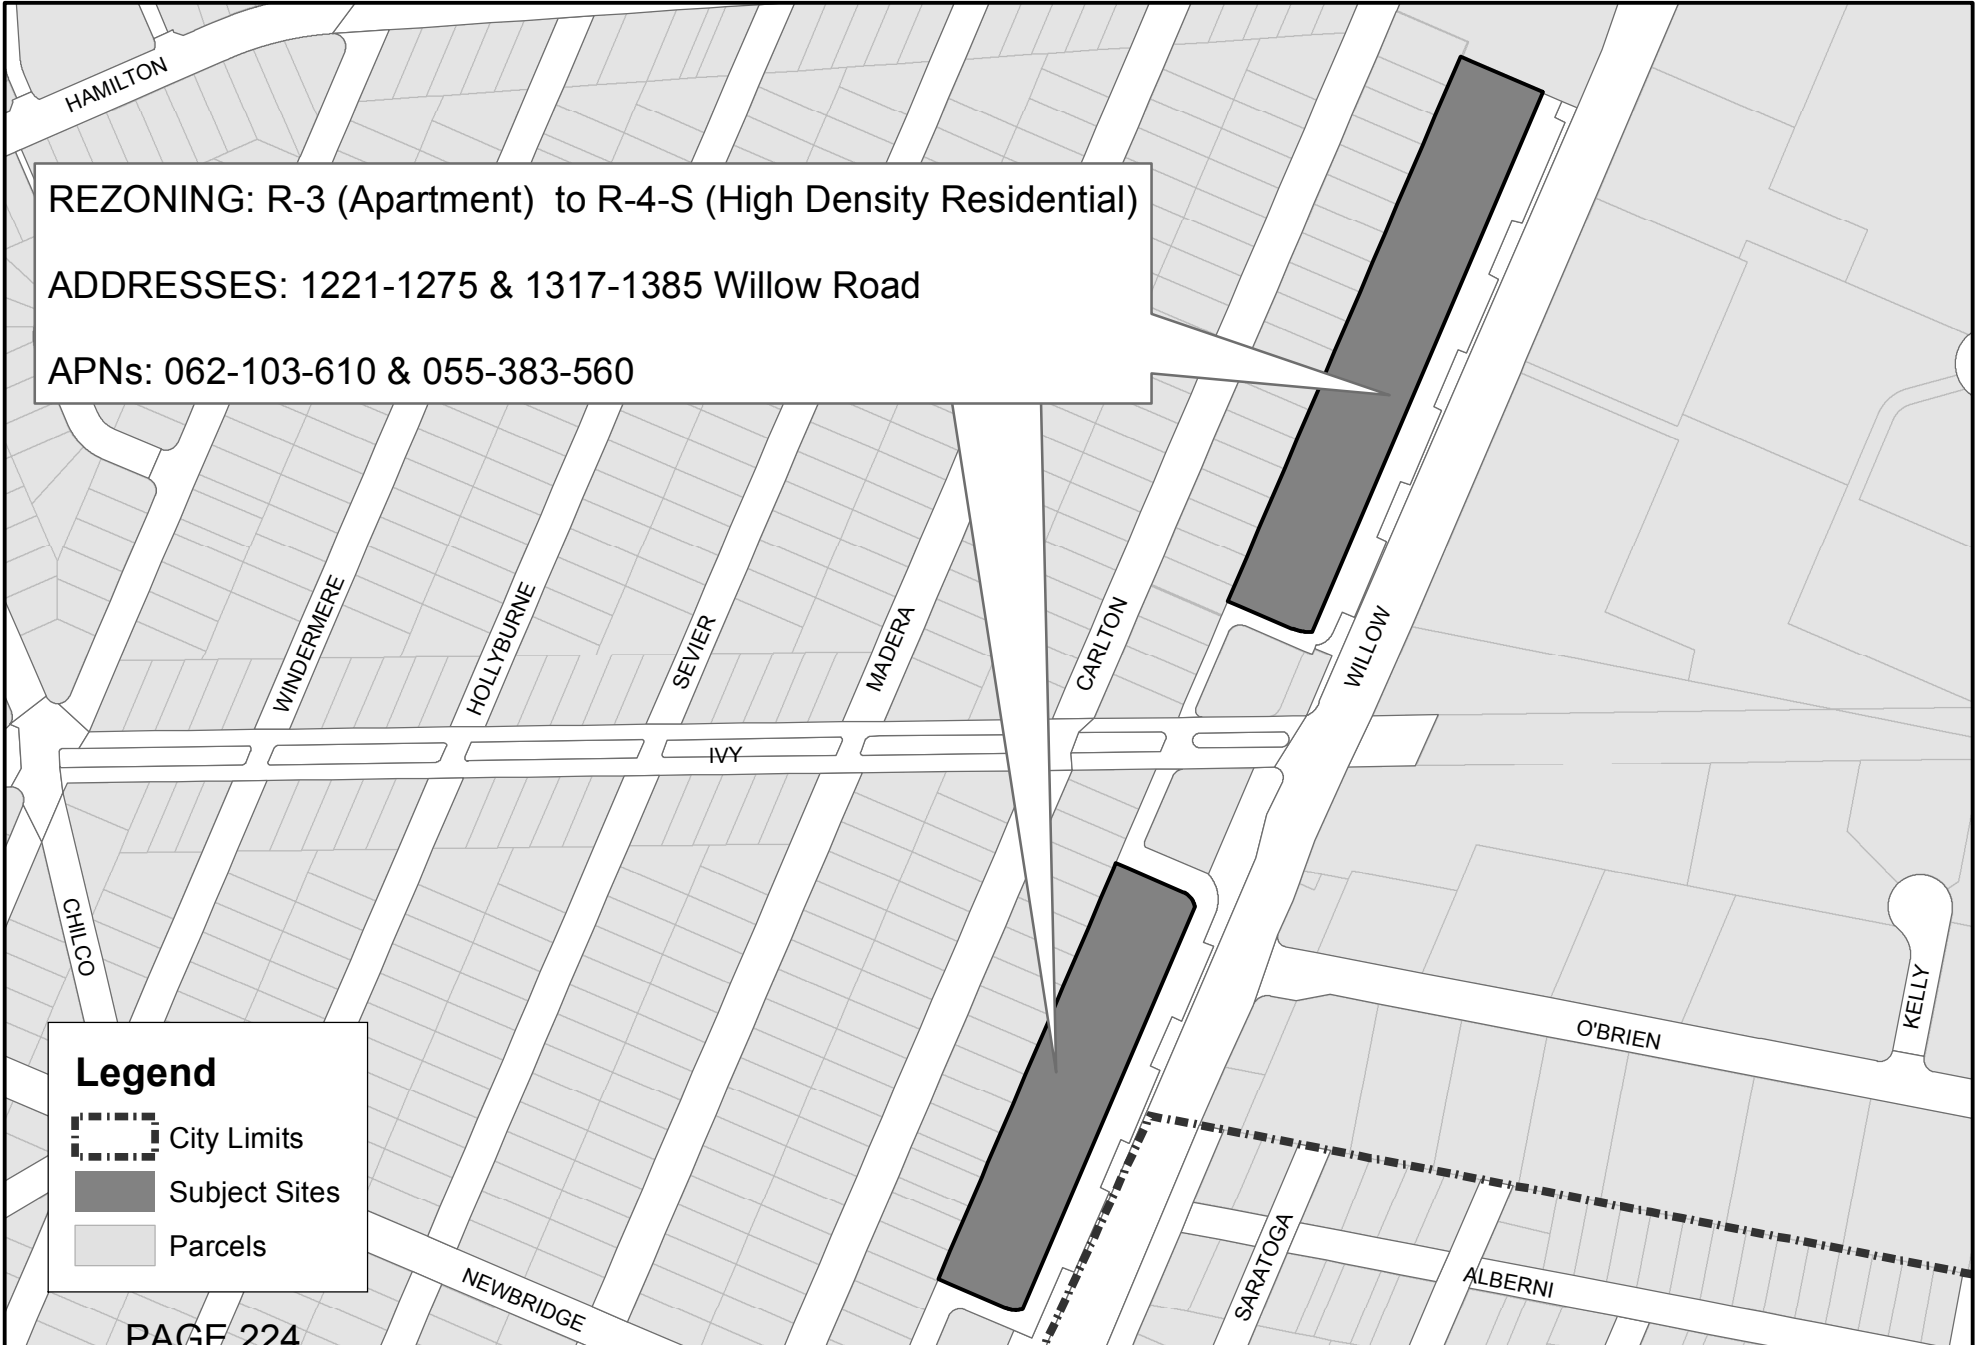 HAMILTON
REZONING: R-3 (Apartment) to R-4-S (High Density Residential)
ADDRESSES: 1221-1275 & 1317-1385 Willow Road
APNs: 062-103-610 & 055-383-560
WINDERMERE
HOLLYBURNE
SEVIER
MADERA
CARLTON
WILLOW
IVY
CHILCO
KELLY
O'BRIEN
Legend
City Limits
Subject Sites
Parcels
SARATOGA
ALBERNI
NEWBRIDGE
PAGE 224